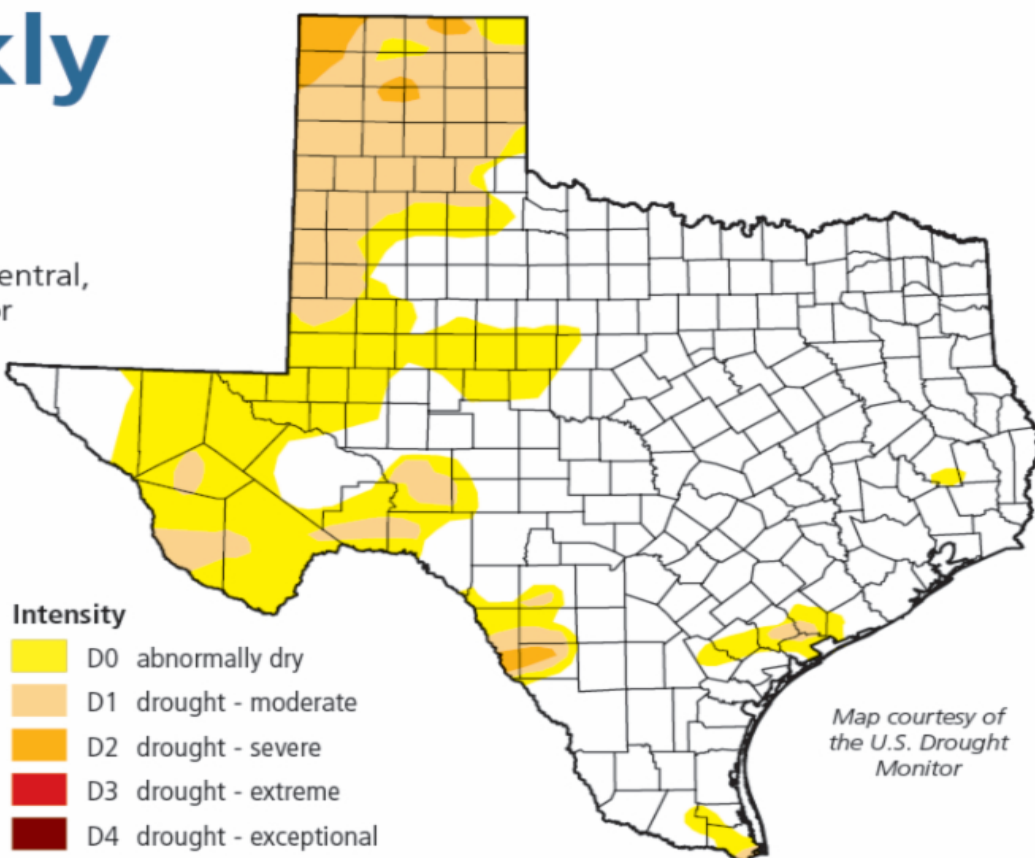 kly
entral,
or
Intensity
D0 abnormally dry
D1 drought - moderate
D2 drought - severe
D3 drought - extreme
D4 drought - exceptional
Map courtesy of
the U.S. Drought
Monitor